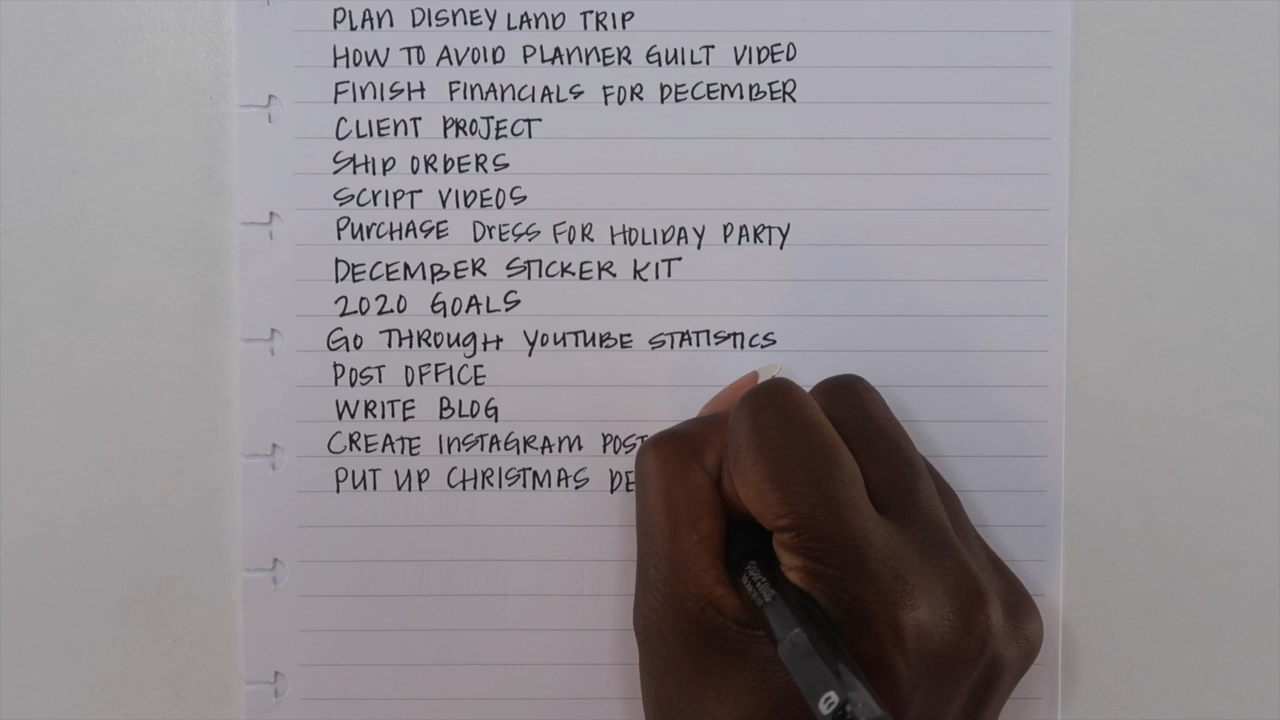 PLAN DISNEY LAND TRIP
HOW TO AVOID PLANNER GUILT VIDEO
FINISH FINANCIALS FOR DECEMBER
CLIENT PROJECT
SHIP ORDERS
SCRIPT VIDEOS
PURCHASE DRESS FOR HOLIDAY PARTY
DECEMBER STICKER KIT
2020 GOALS
GO THROUGH YOUTUBE STATISTICS
POST OFFICE
WRITE BLOG
CREATE INSTAGRAM POST
PUT UP CHRISTMAS DE